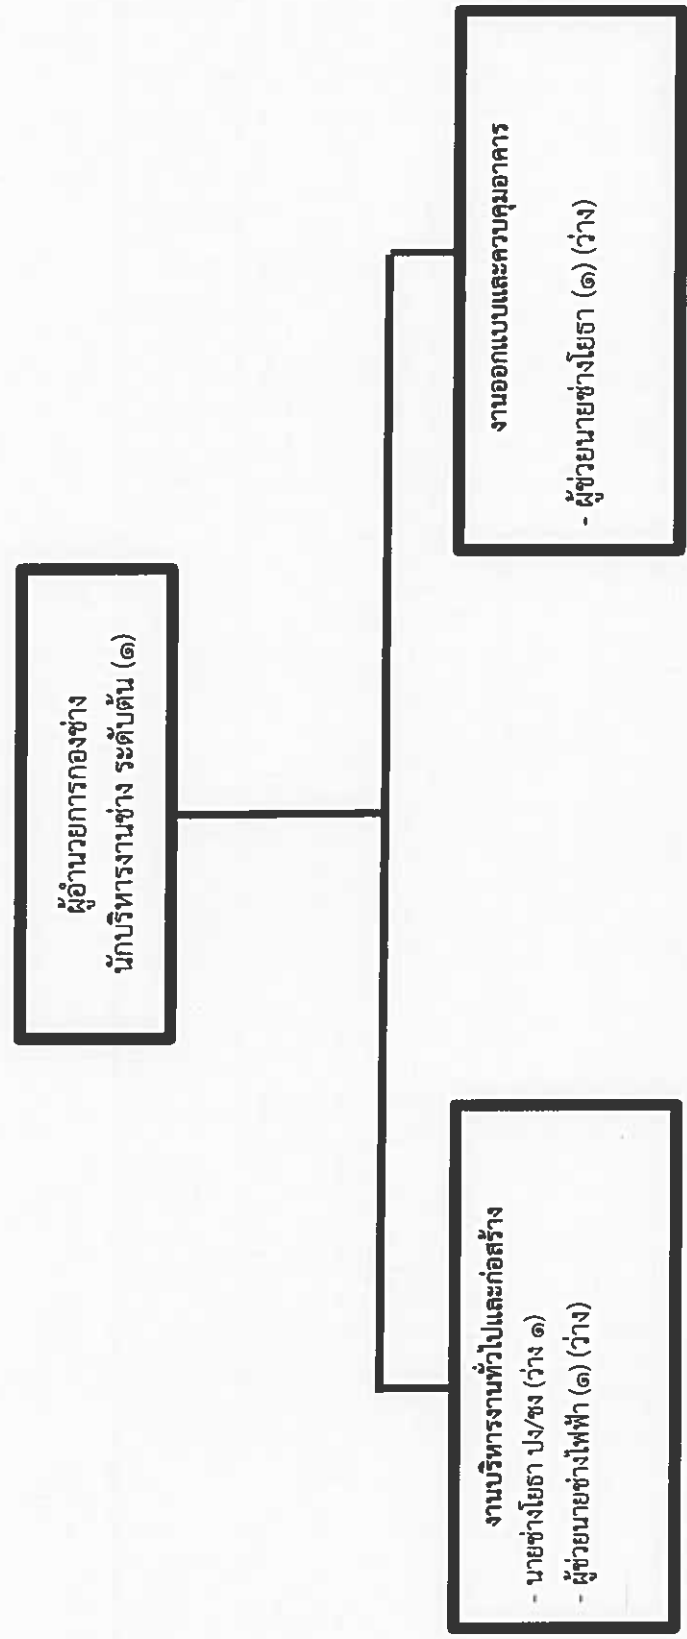 ผู้อำนวยการกองช่าง
นักบริหารงานช่าง ระดับต้น (๑)
งานบริหารงานทั่วไปและก่อสร้าง
- นายช่างโยธา ปง/ชง (ว่าง ๑)
- ผู้ช่วยนายช่างไฟฟ้า (๑) (ว่าง)
งานออกแบบและควบคุมอาคาร
- ผู้ช่วยนายช่างโยธา (๑) (ว่าง)